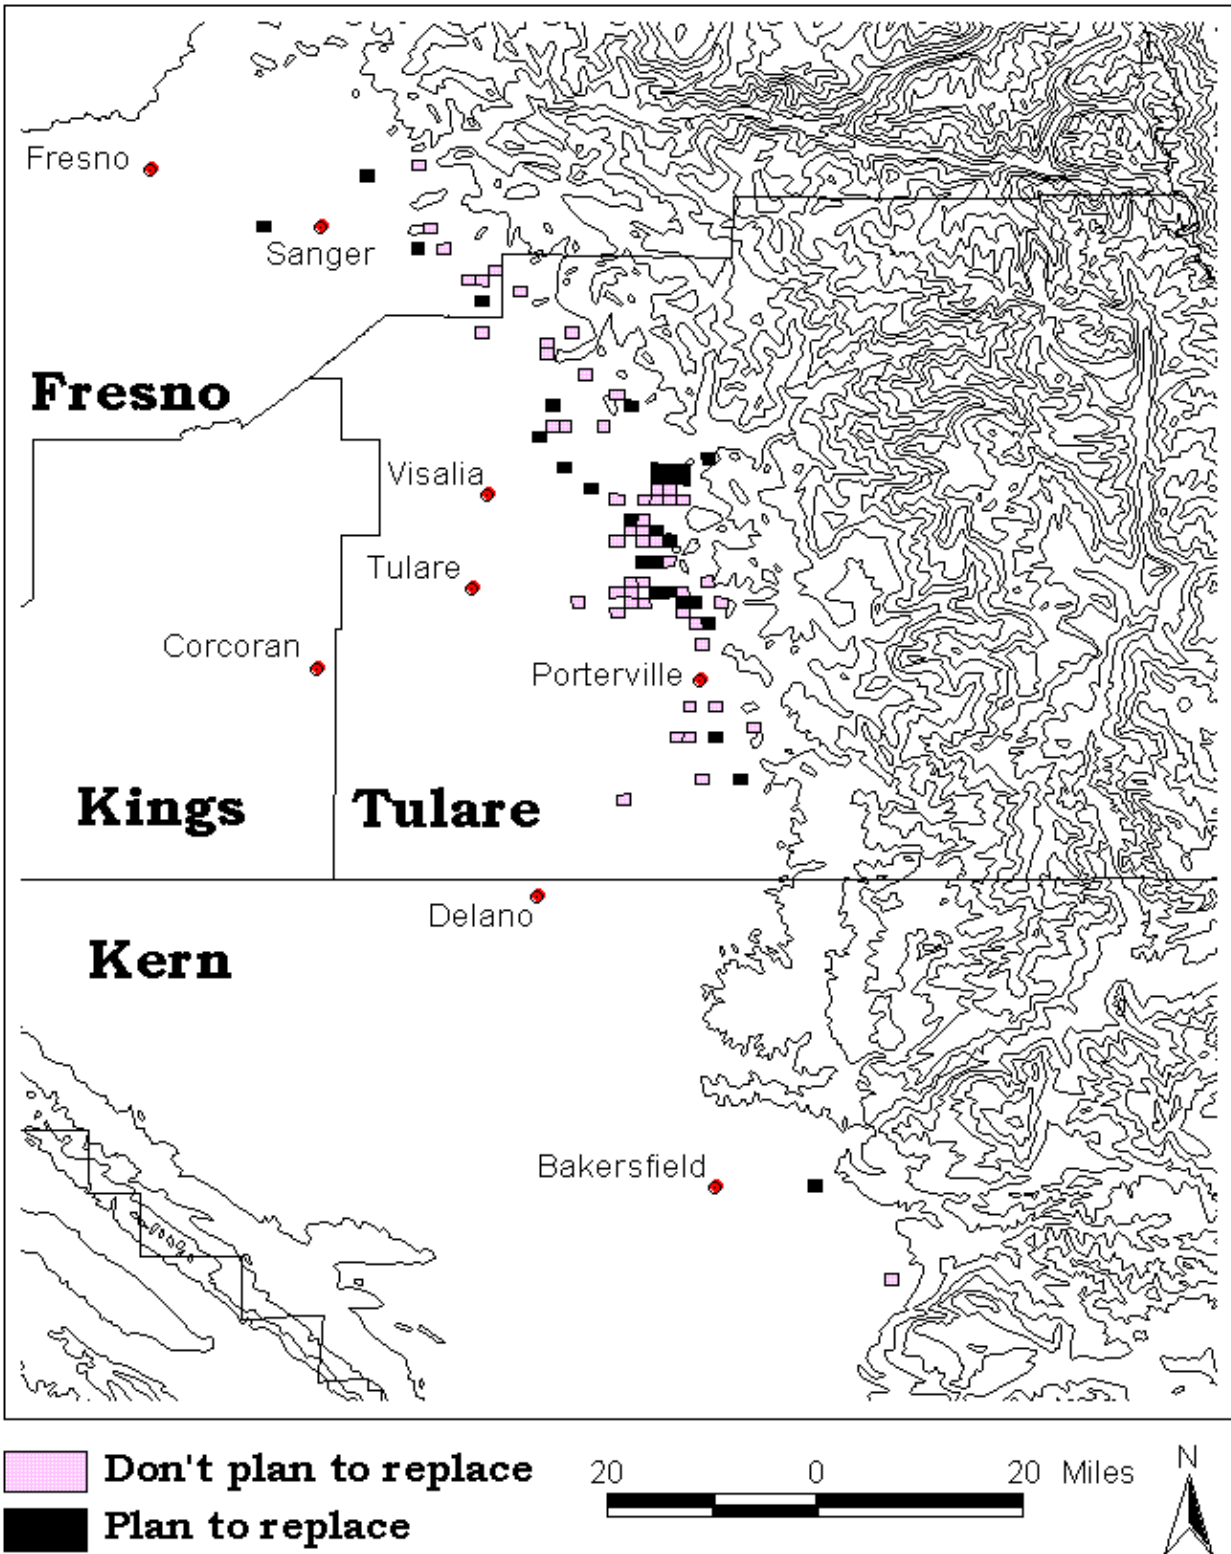 Fresno
Sanger
Fresno
Visalia
Tulare
Corcoran
Porterville
Kings
Tulare
Delano
Kern
Bakersfield
Don't plan to replace
Plan to replace
20 0 20 Miles
N